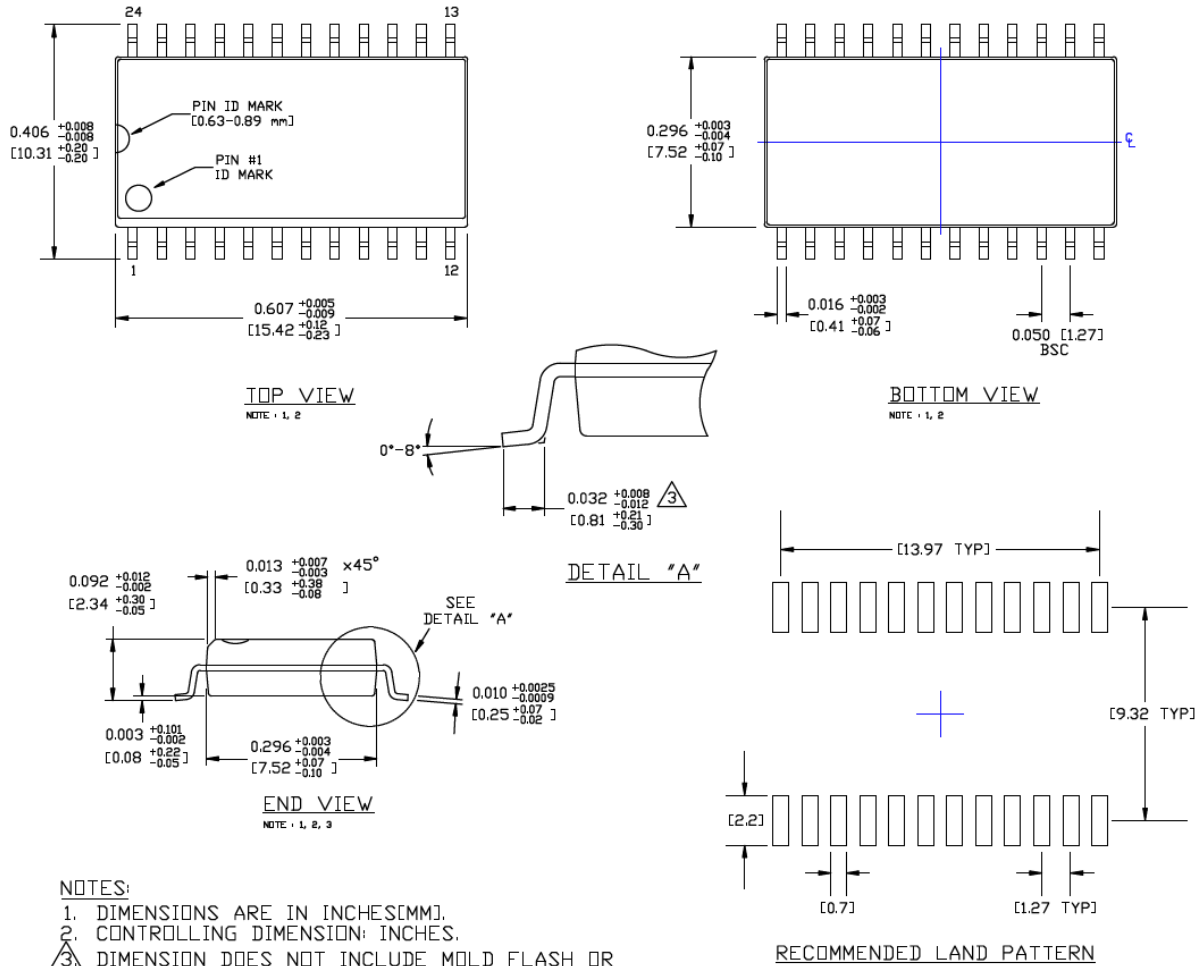 24
13
PIN ID MARK
[0.63-0.89 mm]
0.406 +0.008 -0.008
[10.31 +0.20 -0.20 ]
PIN #1
ID MARK
1
12
0.607 +0.005 -0.009
[15.42 +0.12 -0.23 ]
TOP VIEW
NOTE : 1, 2
0.296 +0.003 -0.004
[7.52 +0.07 -0.10 ]
℄
0.016 +0.003 -0.002
[0.41 +0.07 -0.06 ]
0.050 [1.27]
BSC
BOTTOM VIEW
NOTE : 1, 2
0°-8°
0.032 +0.008 -0.012 3
[0.81 +0.21 -0.30 ]
DETAIL "A"
0.013 +0.007 -0.003 x45°
[0.33 +0.38 -0.08 ]
0.092 +0.012 -0.002
[2.34 +0.30 -0.05 ]
SEE
DETAIL "A"
0.010 +0.0025 -0.0009
[0.25 +0.07 -0.02 ]
0.003 +0.101 -0.002
[0.08 +0.22 -0.05 ]
0.296 +0.003 -0.004
[7.52 +0.07 -0.10 ]
END VIEW
NOTE : 1, 2, 3
[13.97 TYP]
[9.32 TYP]
[2.2]
[0.7]
[1.27 TYP]
RECOMMENDED LAND PATTERN
NOTES:
1. DIMENSIONS ARE IN INCHES[MM].
2. CONTROLLING DIMENSION: INCHES.
3. DIMENSION DOES NOT INCLUDE MOLD FLASH OR